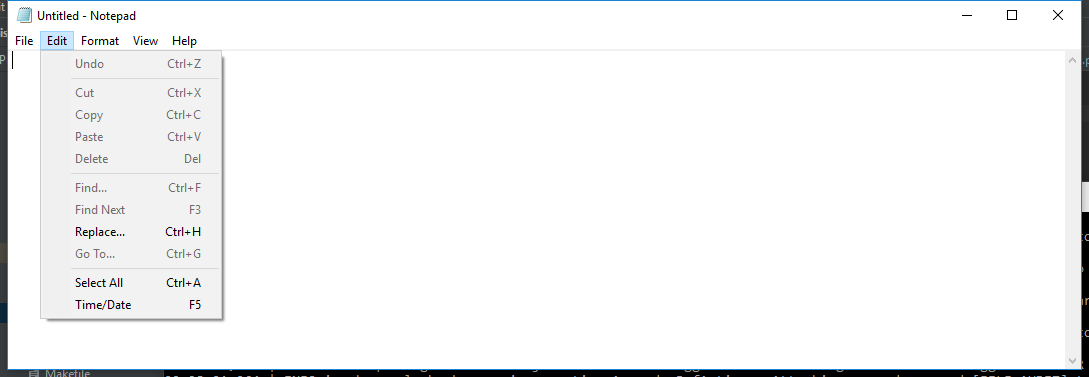 Untitled - Notepad
File Edit Format View Help
Undo Ctrl+Z
Cut Ctrl+X
Copy Ctrl+C
Paste Ctrl+V
Delete Del
Find... Ctrl+F
Find Next F3
Replace... Ctrl+H
Go To... Ctrl+G
Select All Ctrl+A
Time/Date F5
Makefile